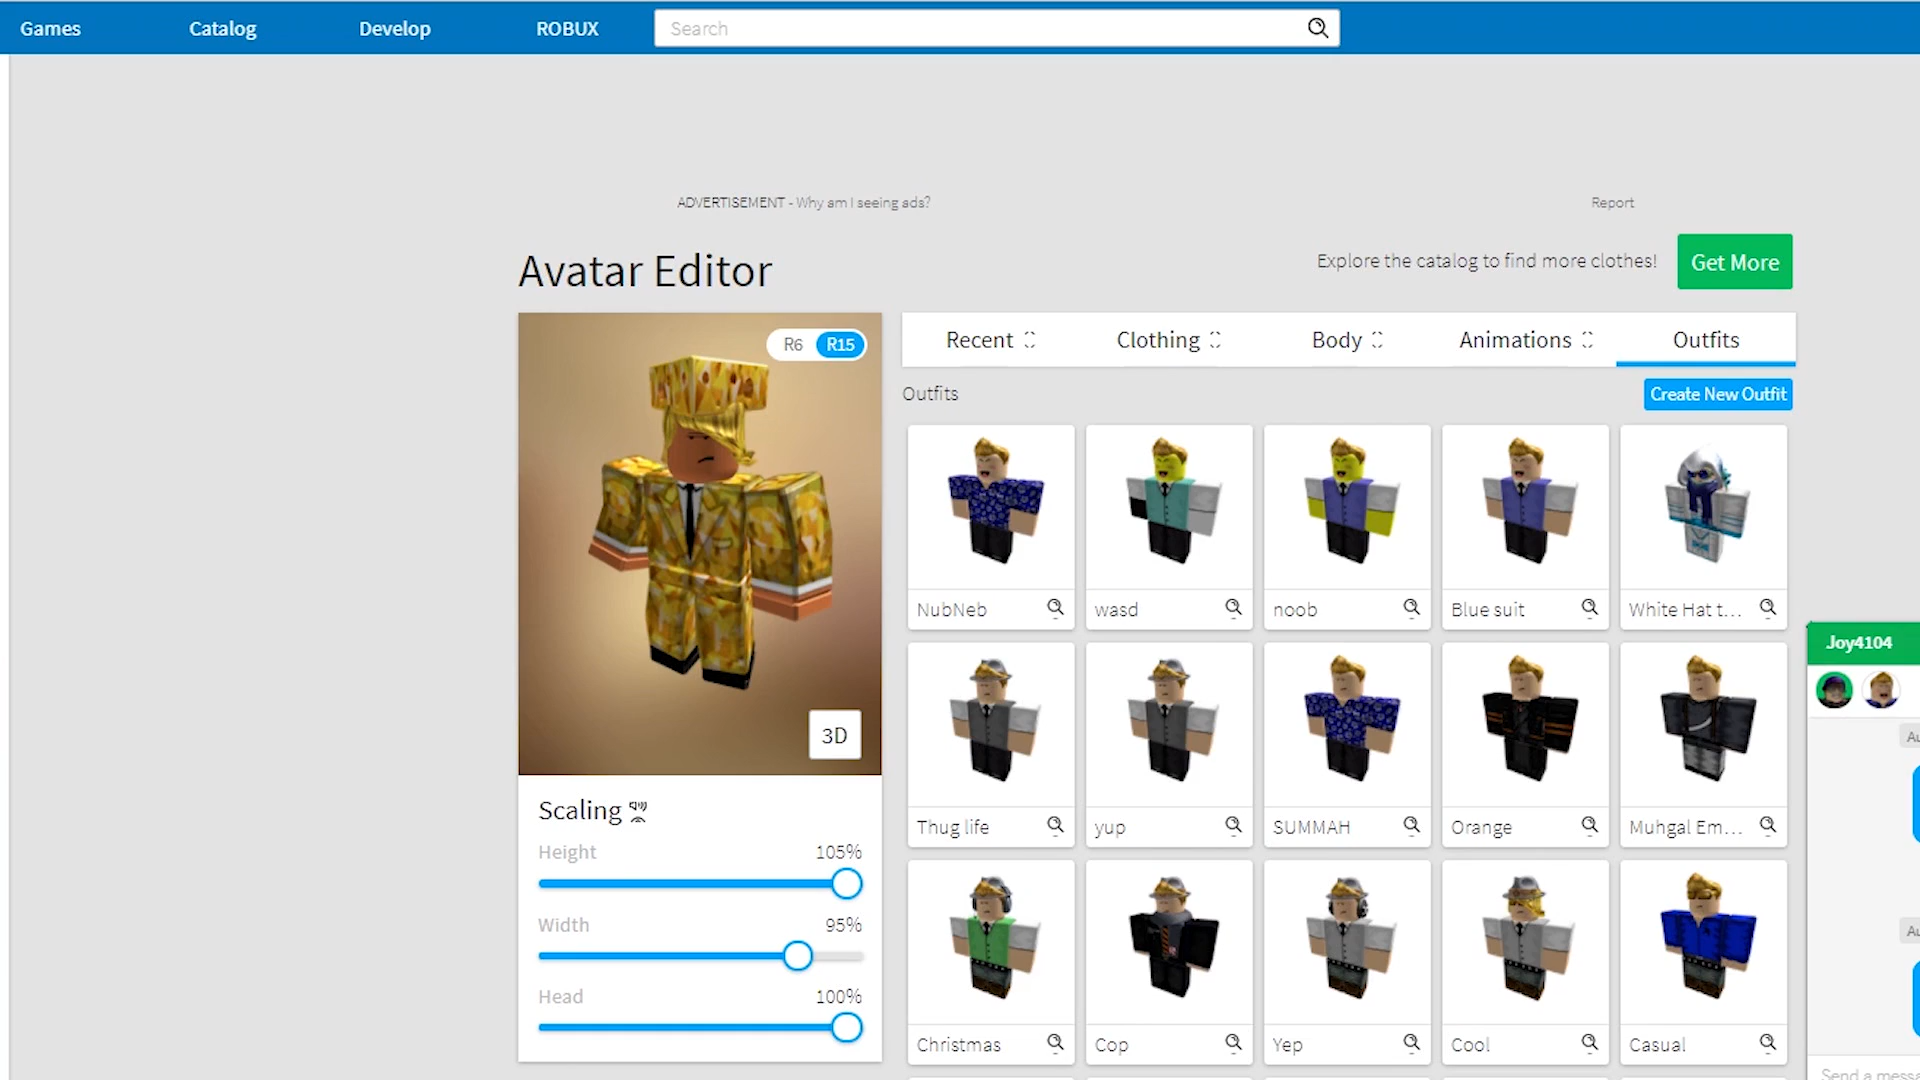 Games Catalog Develop ROBUX Search
ADVERTISEMENT - Why am I seeing ads? Report
Avatar Editor
Explore the catalog to find more clothes! Get More
R6 R15
Recent Clothing Body Animations Outfits
Outfits Create New Outfit
NubNeb wasd noob Blue suit White Hat t...
Joy4104
3D
Thug life yup SUMMAH Orange Muhgal Em...
Scaling
Height 105%
Width 95%
Head 100%
Christmas Cop Yep Cool Casual